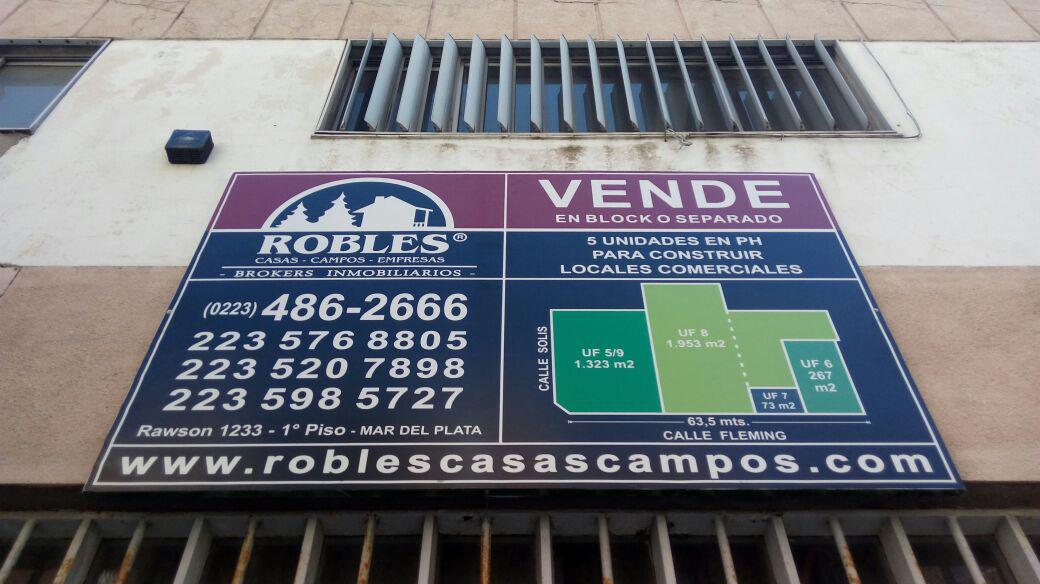 ROBLES®
CASAS - CAMPOS - EMPRESAS
- BROKERS INMOBILIARIOS -
(0223) 486-2666
223 576 8805
223 520 7898
223 598 5727
Rawson 1233 - 1° Piso - MAR DEL PLATA
VENDE
EN BLOCK O SEPARADO
5 UNIDADES EN PH
PARA CONSTRUIR
LOCALES COMERCIALES
CALLE SOLIS
UF 5/9
1.323 m2
UF 8
1.953 m2
UF 6
267
m2
UF 7
73 m2
63,5 mts.
CALLE FLEMING
www.roblescasascampos.com